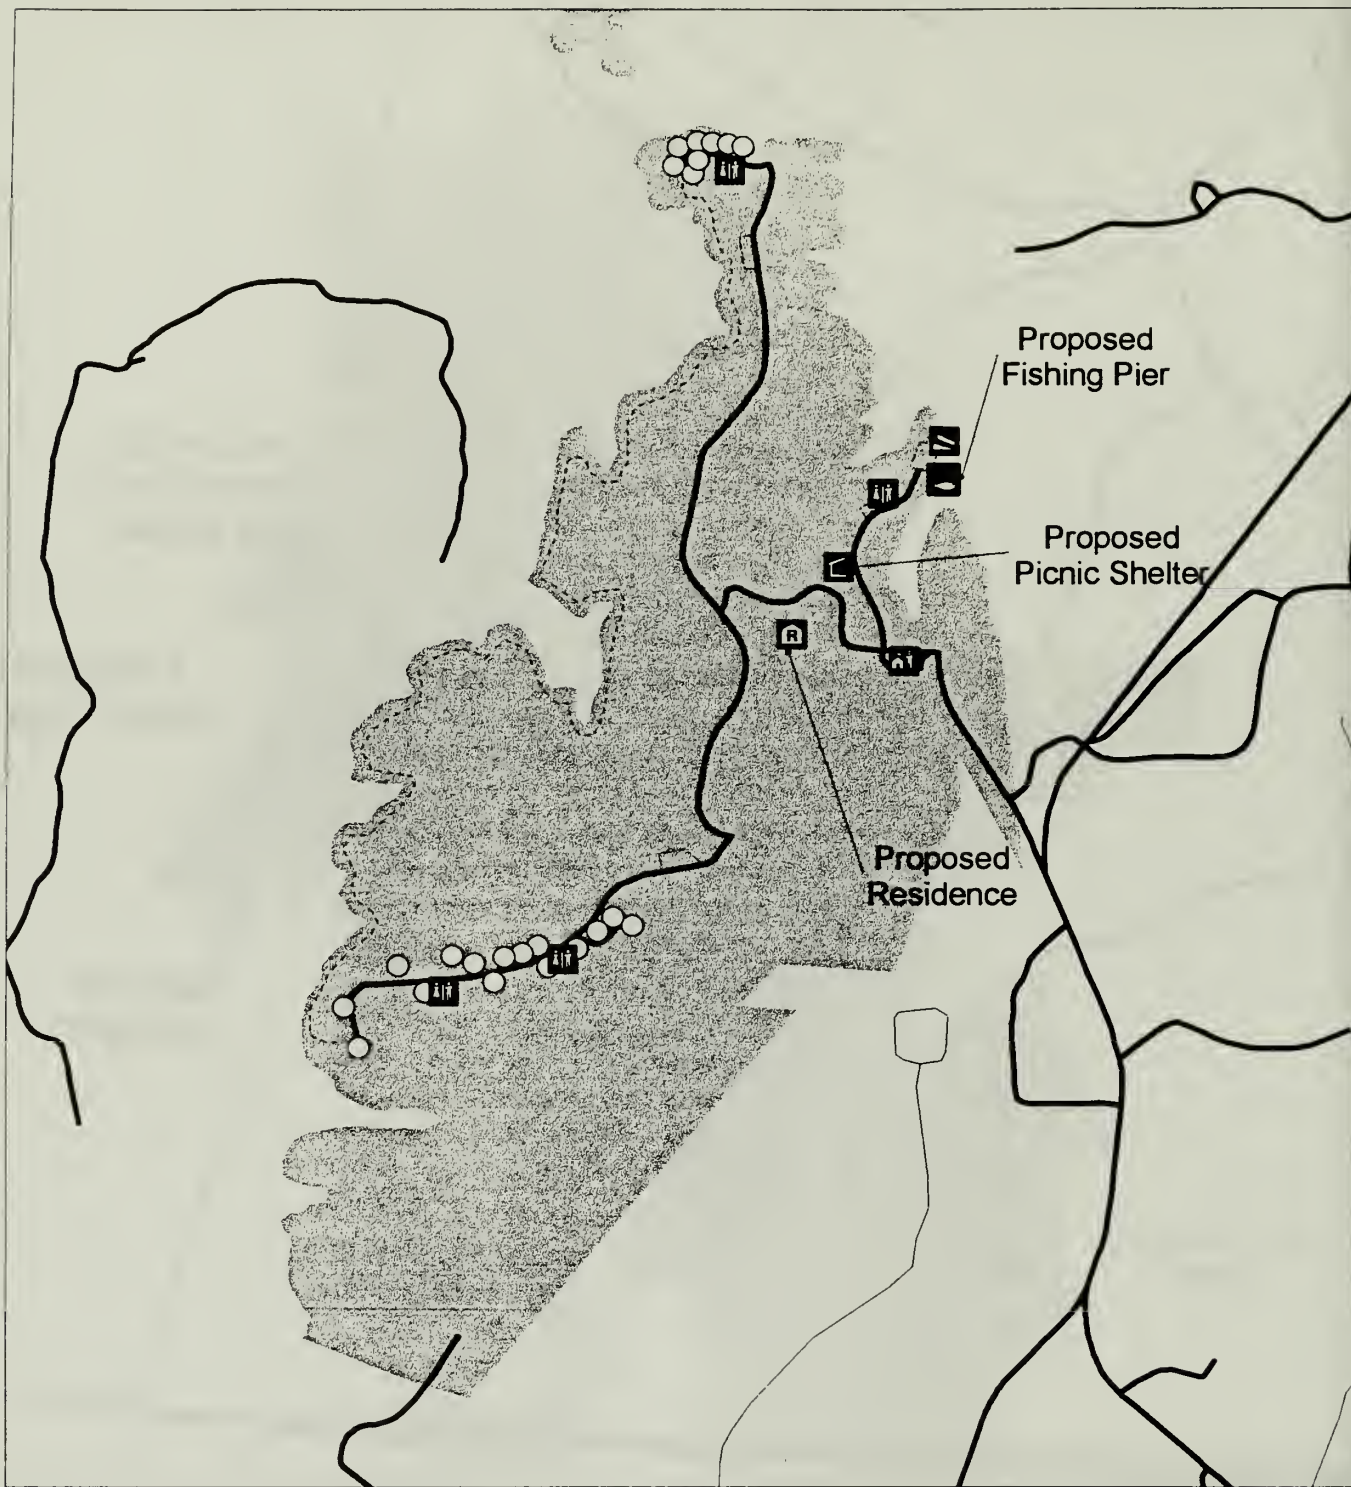 Proposed
Fishing Pier
Proposed
Picnic Shelter
R
Proposed
Residence